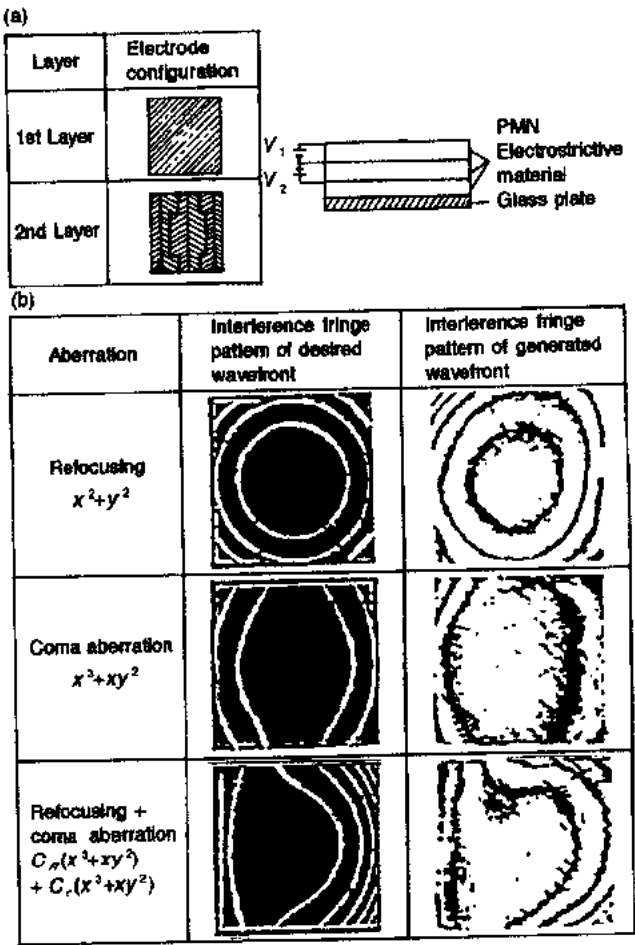 (a)
Layer
Electrode
configuration
1st Layer
2nd Layer
V1
V2
PMN
Electrostrictive
material
Glass plate
(b)
Aberration
Interference fringe
pattern of desired
wavefront
Interference fringe
pattern of generated
wavefront
Refocusing
x²+y²
Coma aberration
x³+xy²
Refocusing +
coma aberration
(x³+xy²)
+ (x³+xy²)